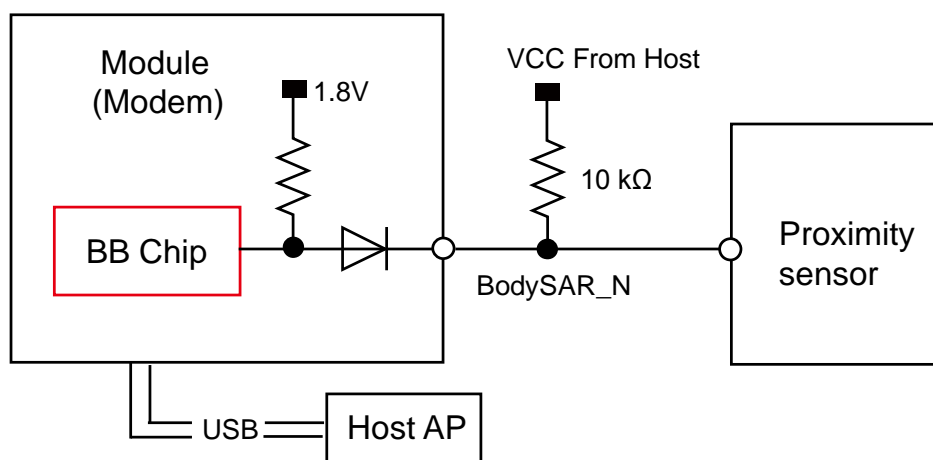 Module
(Modem)
1.8V
VCC From Host
10 kΩ
BB Chip
BodySAR_N
Proximity
sensor
USB
Host AP